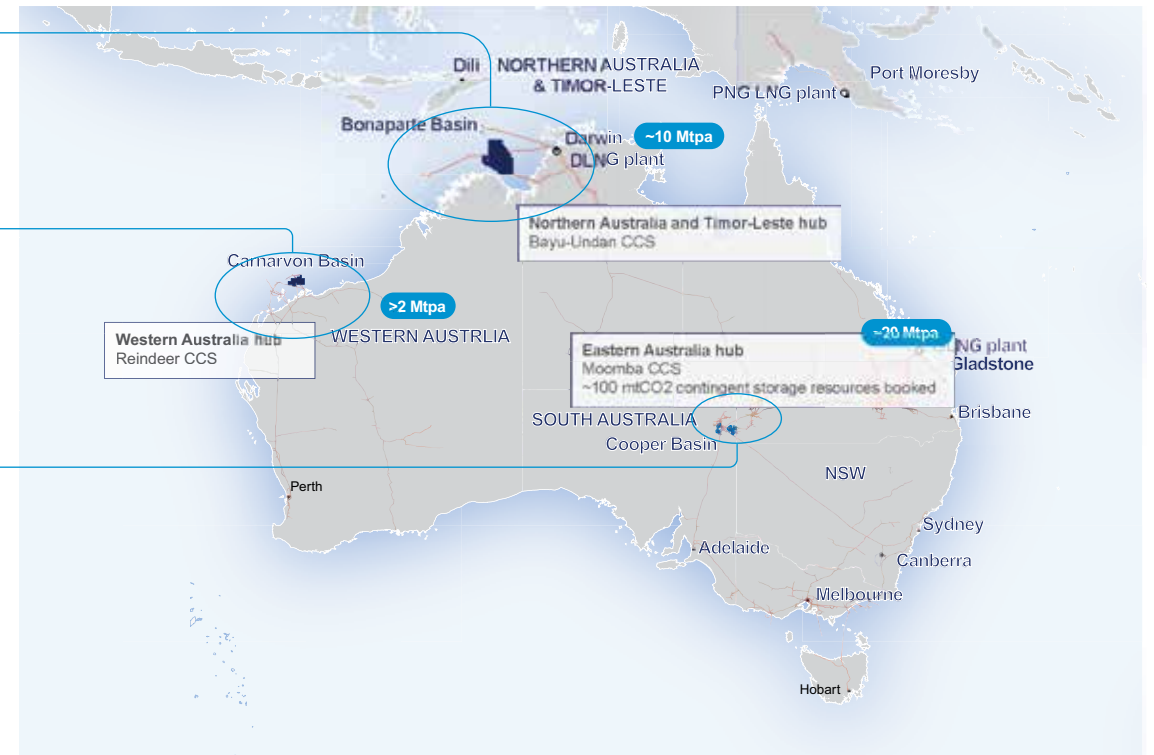 Dili
NORTHERN AUSTRALIA
& TIMOR-LESTE
Port Moresby
PNG LNG plant
Bonaparte Basin
Darwin
~10 Mtpa
DLNG plant
Northern Australia and Timor-Leste hub
Bayu-Undan CCS
Carnarvon Basin
>2 Mtpa
WESTERN AUSTRLIA
Western Australia hub
Reindeer CCS
~20 Mtpa
Eastern Australia hub
Moomba CCS
~100 mtCO2 contingent storage resources booked
NG plant
Gladstone
SOUTH AUSTRALIA
Cooper Basin
Brisbane
NSW
Perth
Sydney
Adelaide
Canberra
Melbourne
Hobart